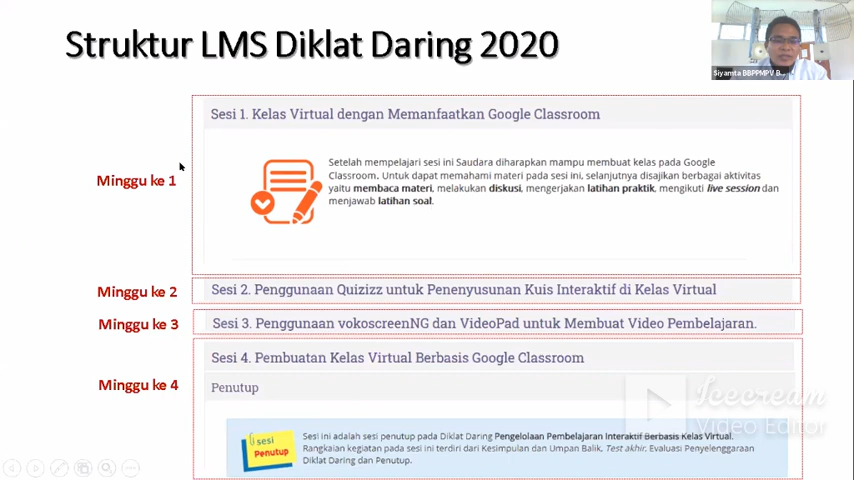 Struktur LMS Diklat Daring 2020
Siyamta BBPPMPV B...
Sesi 1. Kelas Virtual dengan Memanfaatkan Google Classroom
Minggu ke 1
Setelah mempelajari sesi ini Saudara diharapkan mampu membuat kelas pada Google
Classroom. Untuk dapat memahami materi pada sesi ini, selanjutnya disajikan berbagai aktivitas
yaitu membaca materi, melakukan diskusi, mengerjakan latihan praktik, mengikuti live session dan
menjawab latihan soal.
Minggu ke 2
Sesi 2. Penggunaan Quizizz untuk Penenyusunan Kuis Interaktif di Kelas Virtual
Minggu ke 3
Sesi 3. Penggunaan vokoscreenNG dan VideoPad untuk Membuat Video Pembelajaran.
Minggu ke 4
Sesi 4. Pembuatan Kelas Virtual Berbasis Google Classroom
Penutup
sesi
Penutup
Sesi ini adalah sesi penutup pada Diklat Daring Pengelolaan Pembelajaran Interaktif Berbasis Kelas Virtual.
Rangkaian kegiatan pada sesi ini terdiri dari Kesimpulan dan Umpan Balik, Test akhir, Evaluasi Penyelenggaraan
Diklat Daring dan Penutup.
Icecream
Video Editor